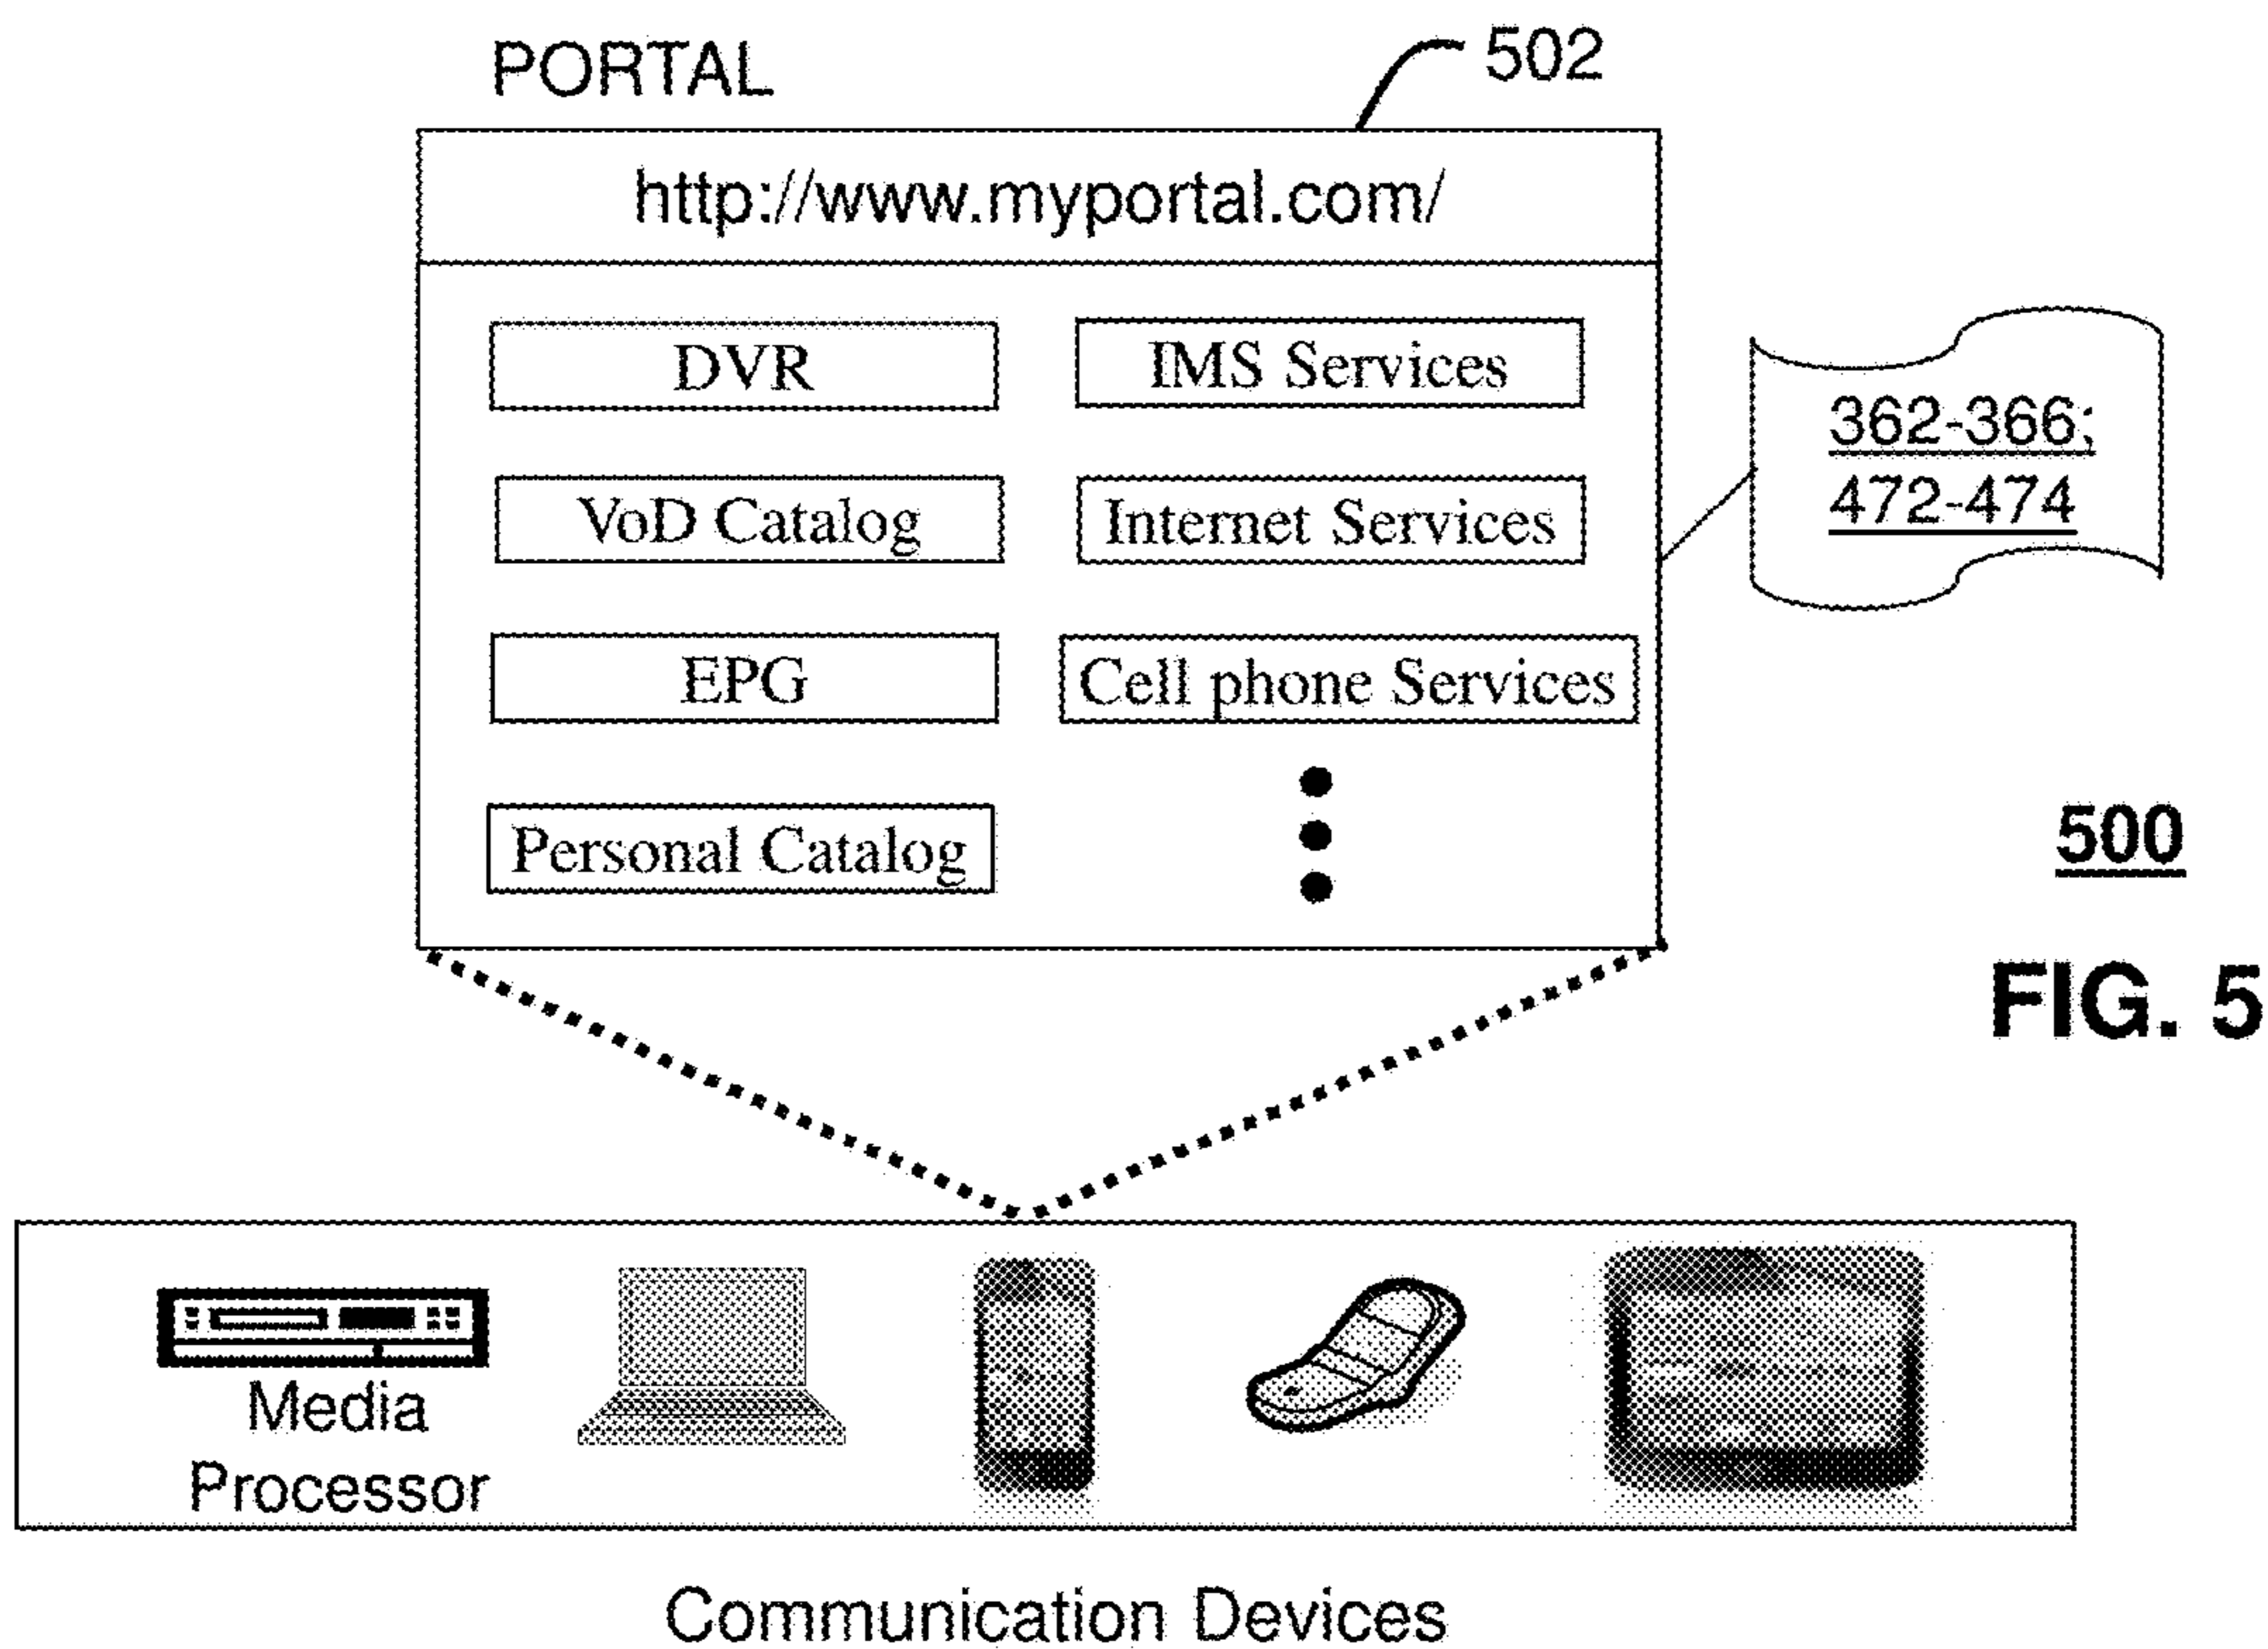 PORTAL
502
http://www.myportal.com/
DVR
IMS Services
VoD Catalog
Internet Services
EPG
Cell phone Services
Personal Catalog
362-366;
472-474
500
FIG. 5
Media
Processor
Communication Devices